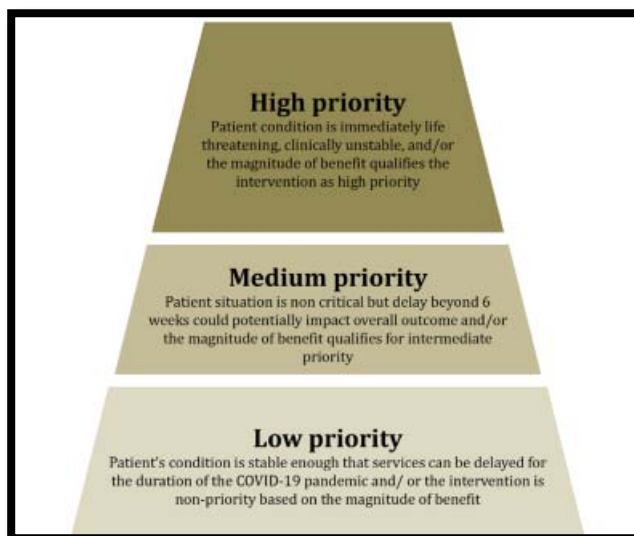 High priority
Patient condition is immediately life
threatening, clinically unstable, and/or
the magnitude of benefit qualifies the
intervention as high priority
Medium priority
Patient situation is non critical but delay beyond 6
weeks could potentially impact overall outcome and/or
the magnitude of benefit qualifies for intermediate
priority
Low priority
Patient's condition is stable enough that services can be delayed for
the duration of the COVID-19 pandemic and/ or the intervention is
non-priority based on the magnitude of benefit